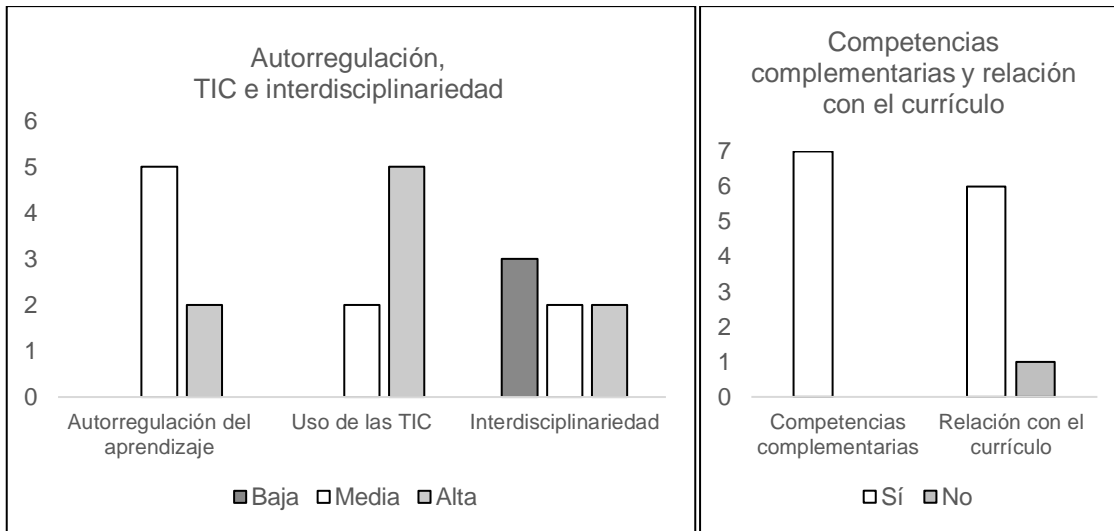 Autorregulación,
TIC e interdisciplinariedad
6
5
4
3
2
1
0
Autorregulación del
aprendizaje
Uso de las TIC
Interdisciplinariedad
Baja Media Alta
Competencias
complementarias y relación
con el currículo
7
6
5
4
3
2
1
0
Competencias
complementarias
Relación con el
currículo
Sí No